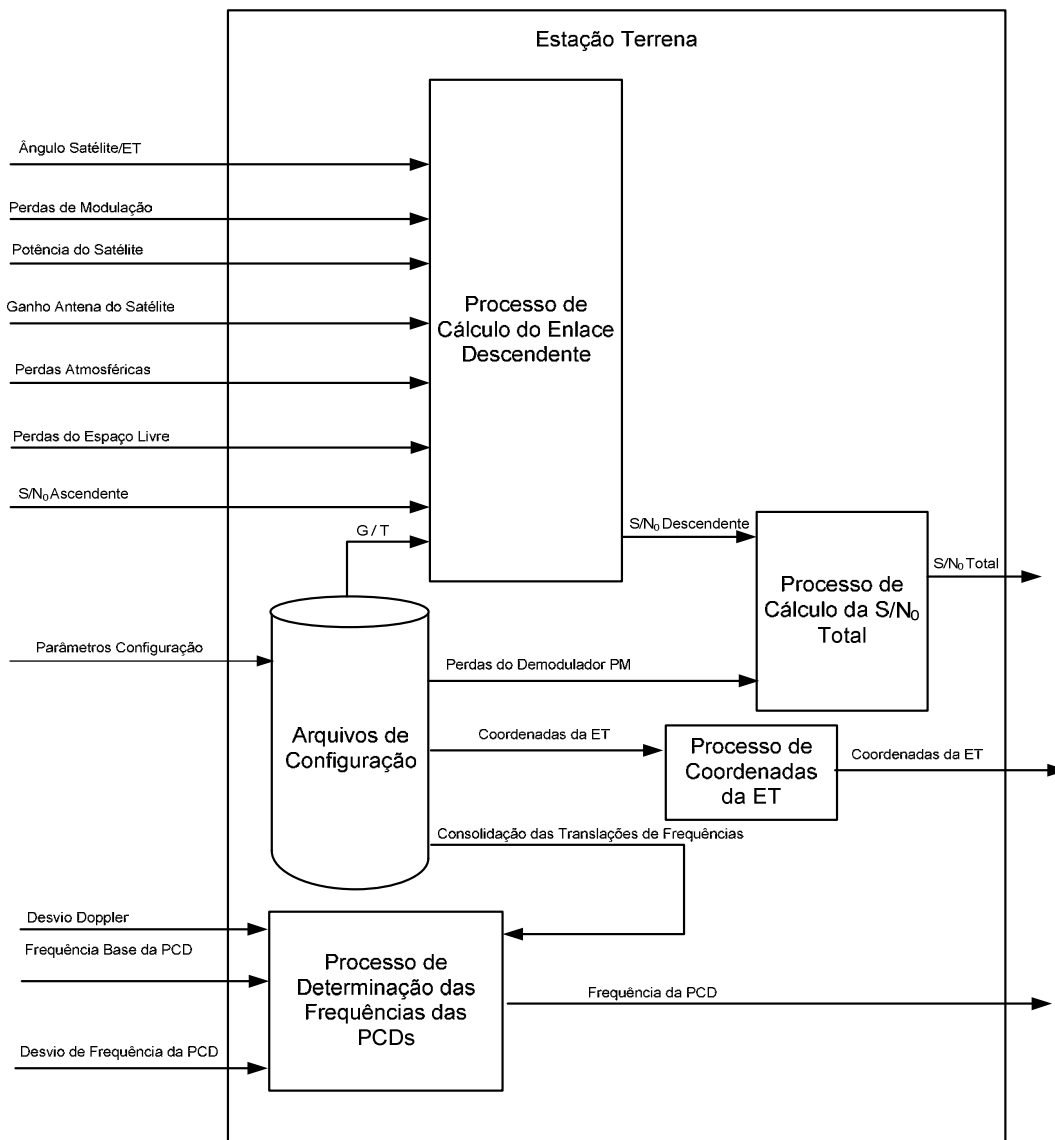 Estação Terrena
Ângulo Satélite/ET
Perdas de Modulação
Potência do Satélite
Ganho Antena do Satélite
Perdas Atmosféricas
Perdas do Espaço Livre
S/N₀ Ascendente
G / T
Processo de
Cálculo do Enlace
Descendente
S/N₀ Descendente
Processo de
Cálculo da S/N₀
Total
S/N₀ Total
Parâmetros Configuração
Arquivos de
Configuração
Perdas do Demodulador PM
Coordenadas da ET
Processo de
Coordenadas
da ET
Coordenadas da ET
Consolidação das Translações de Frequências
Desvio Doppler
Frequência Base da PCD
Desvio de Frequência da PCD
Processo de
Determinação das
Frequências das
PCDs
Frequência da PCD